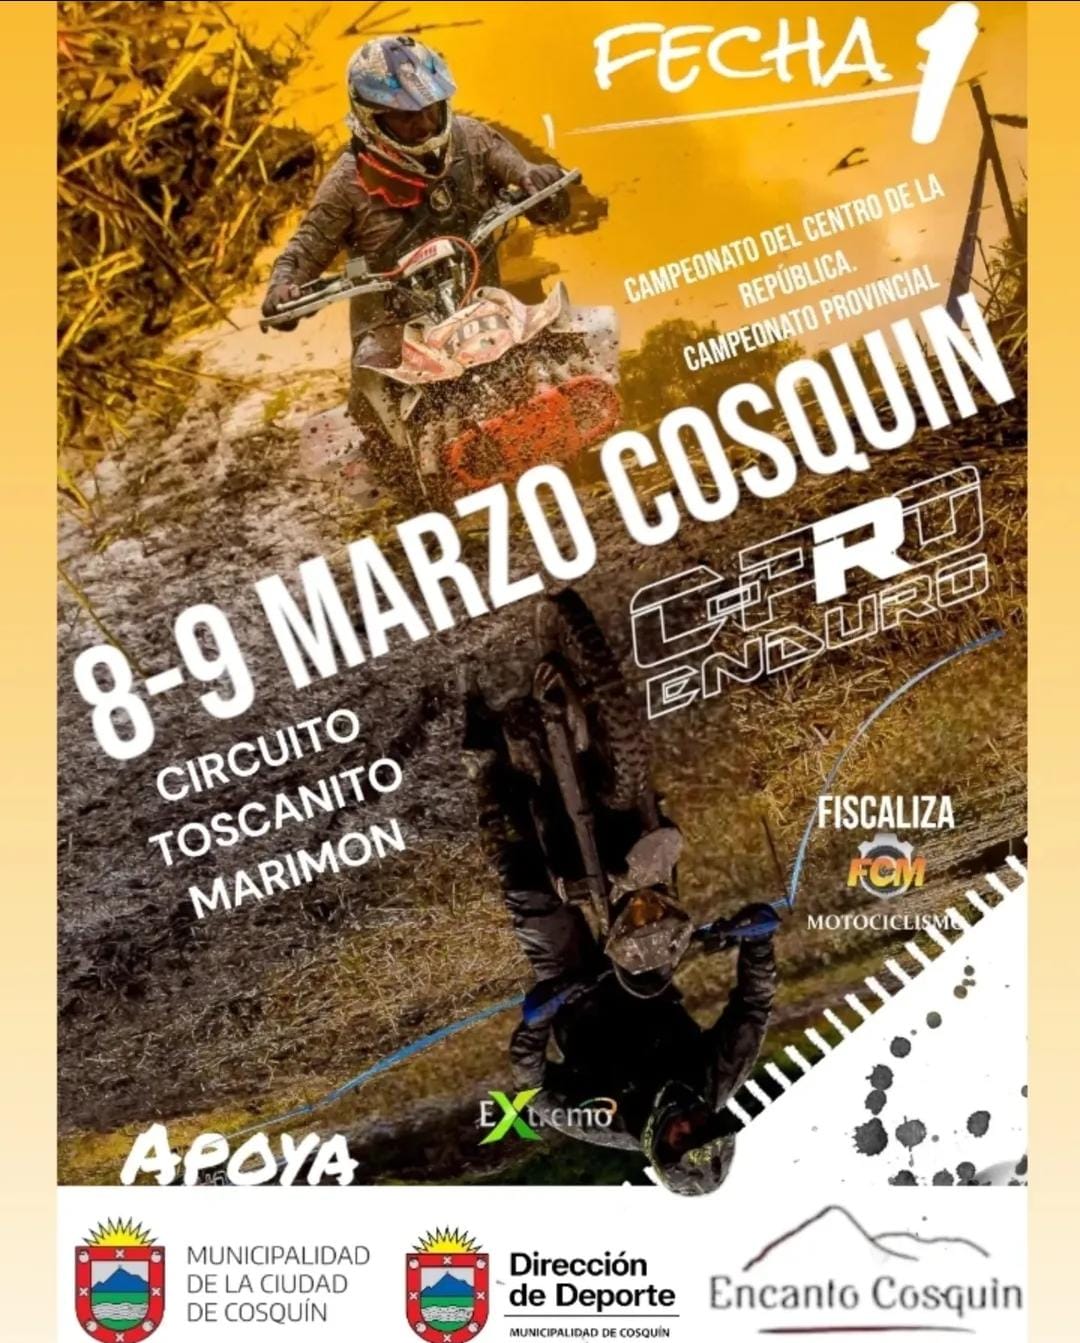 FECHA 1
CAMPEONATO DEL CENTRO DE LA
REPÚBLICA.
CAMPEONATO PROVINCIAL
8-9 MARZO COSQUIN
ENDURO
CIRCUITO
TOSCANITO
MARIMON
FISCALIZA
FCM
MOTOCICLISMO
EXtremo
APOYA
MUNICIPALIDAD
DE LA CIUDAD
DE COSQUÍN
Dirección
de Deporte
MUNICIPALIDAD DE COSQUÍN
Encanto Cosquin